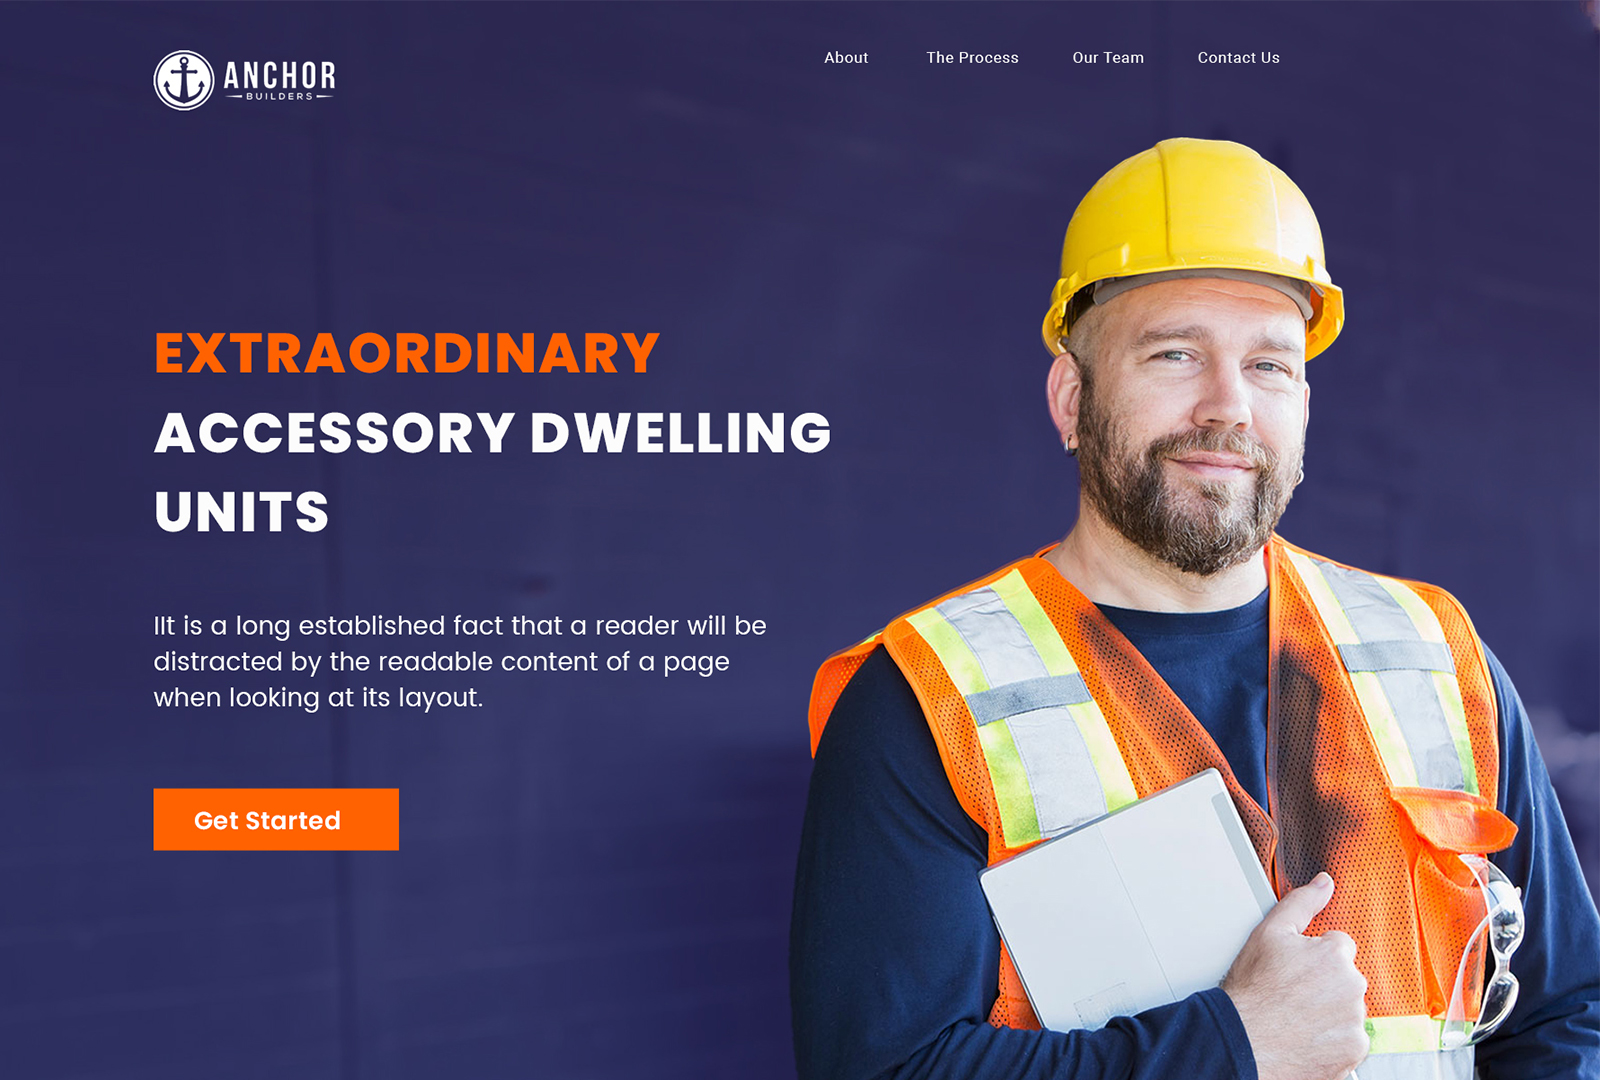 ANCHOR
BUILDERS
About
The Process
Our Team
Contact Us
EXTRAORDINARY
ACCESSORY DWELLING
UNITS
IIt is a long established fact that a reader will be
distracted by the readable content of a page
when looking at its layout.
Get Started